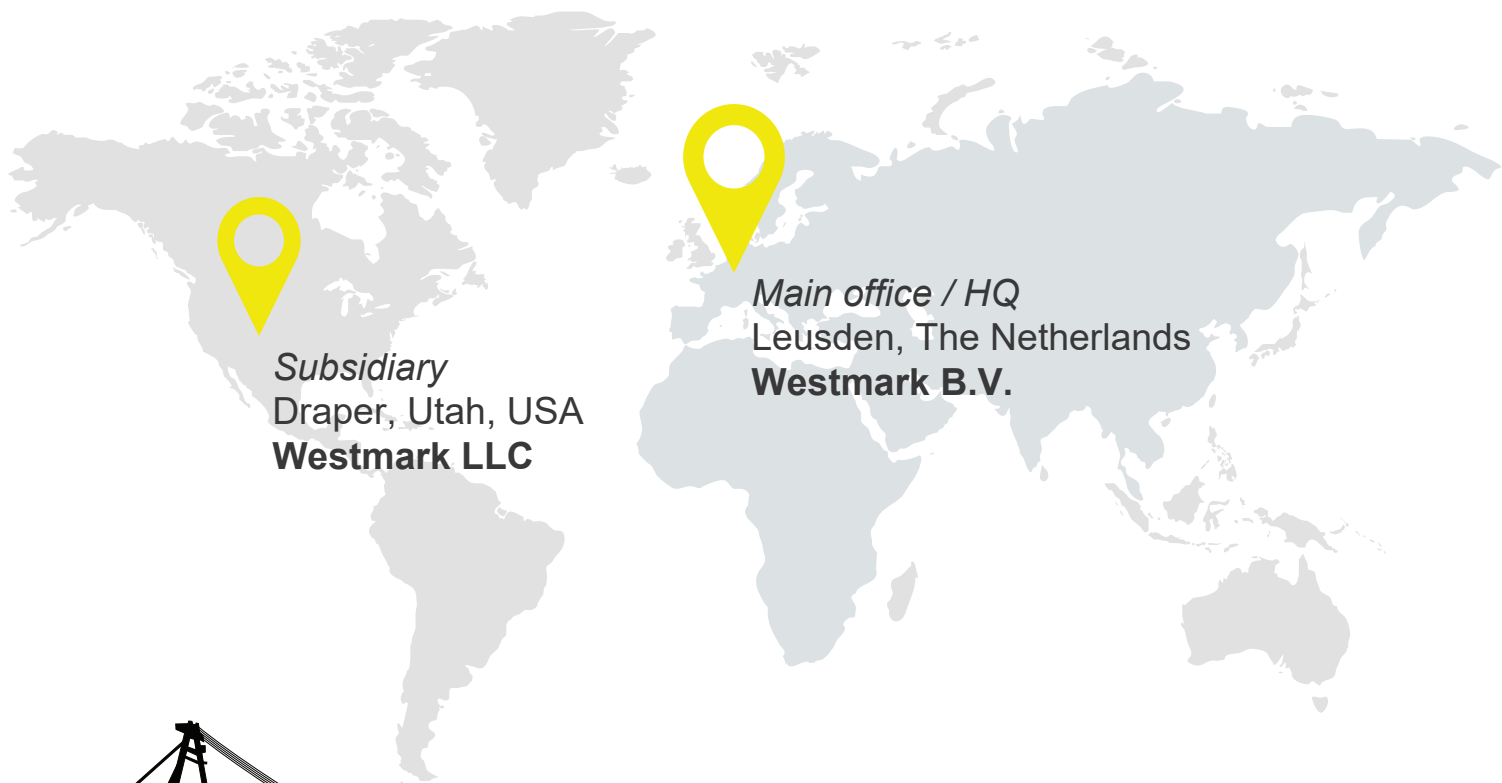 Main office / HQ
Leusden, The Netherlands
Westmark B.V.
Subsidiary
Draper, Utah, USA
Westmark LLC